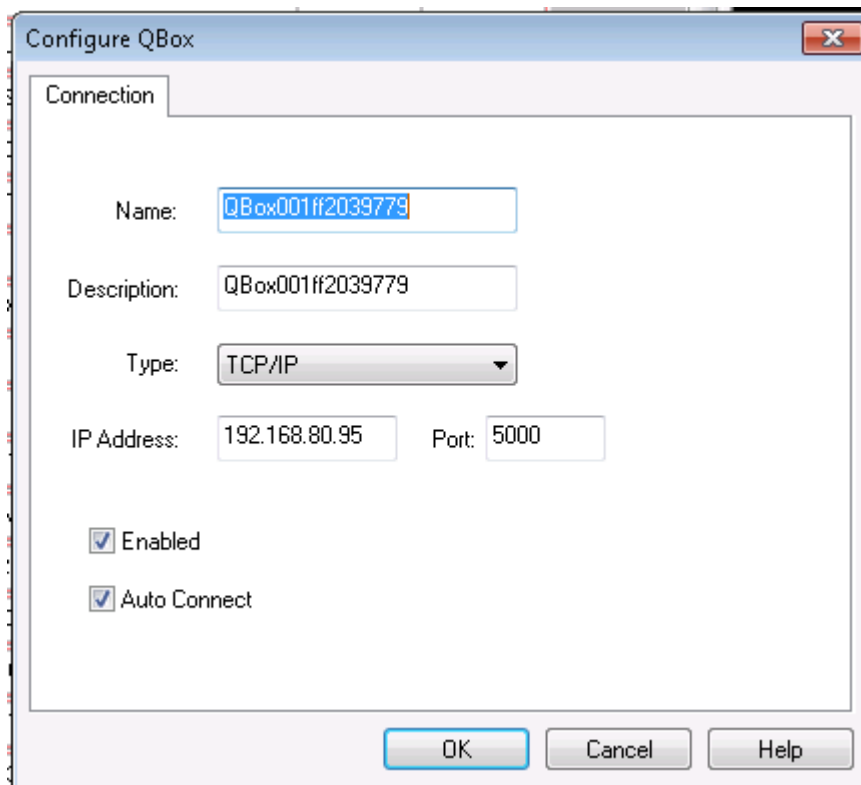 Configure QBox
Connection
Name: QBox001ff2039779
Description: QBox001ff2039779
Type: TCP/IP
IP Address: 192.168.80.95 Port: 5000
Enabled
Auto Connect
OK Cancel Help